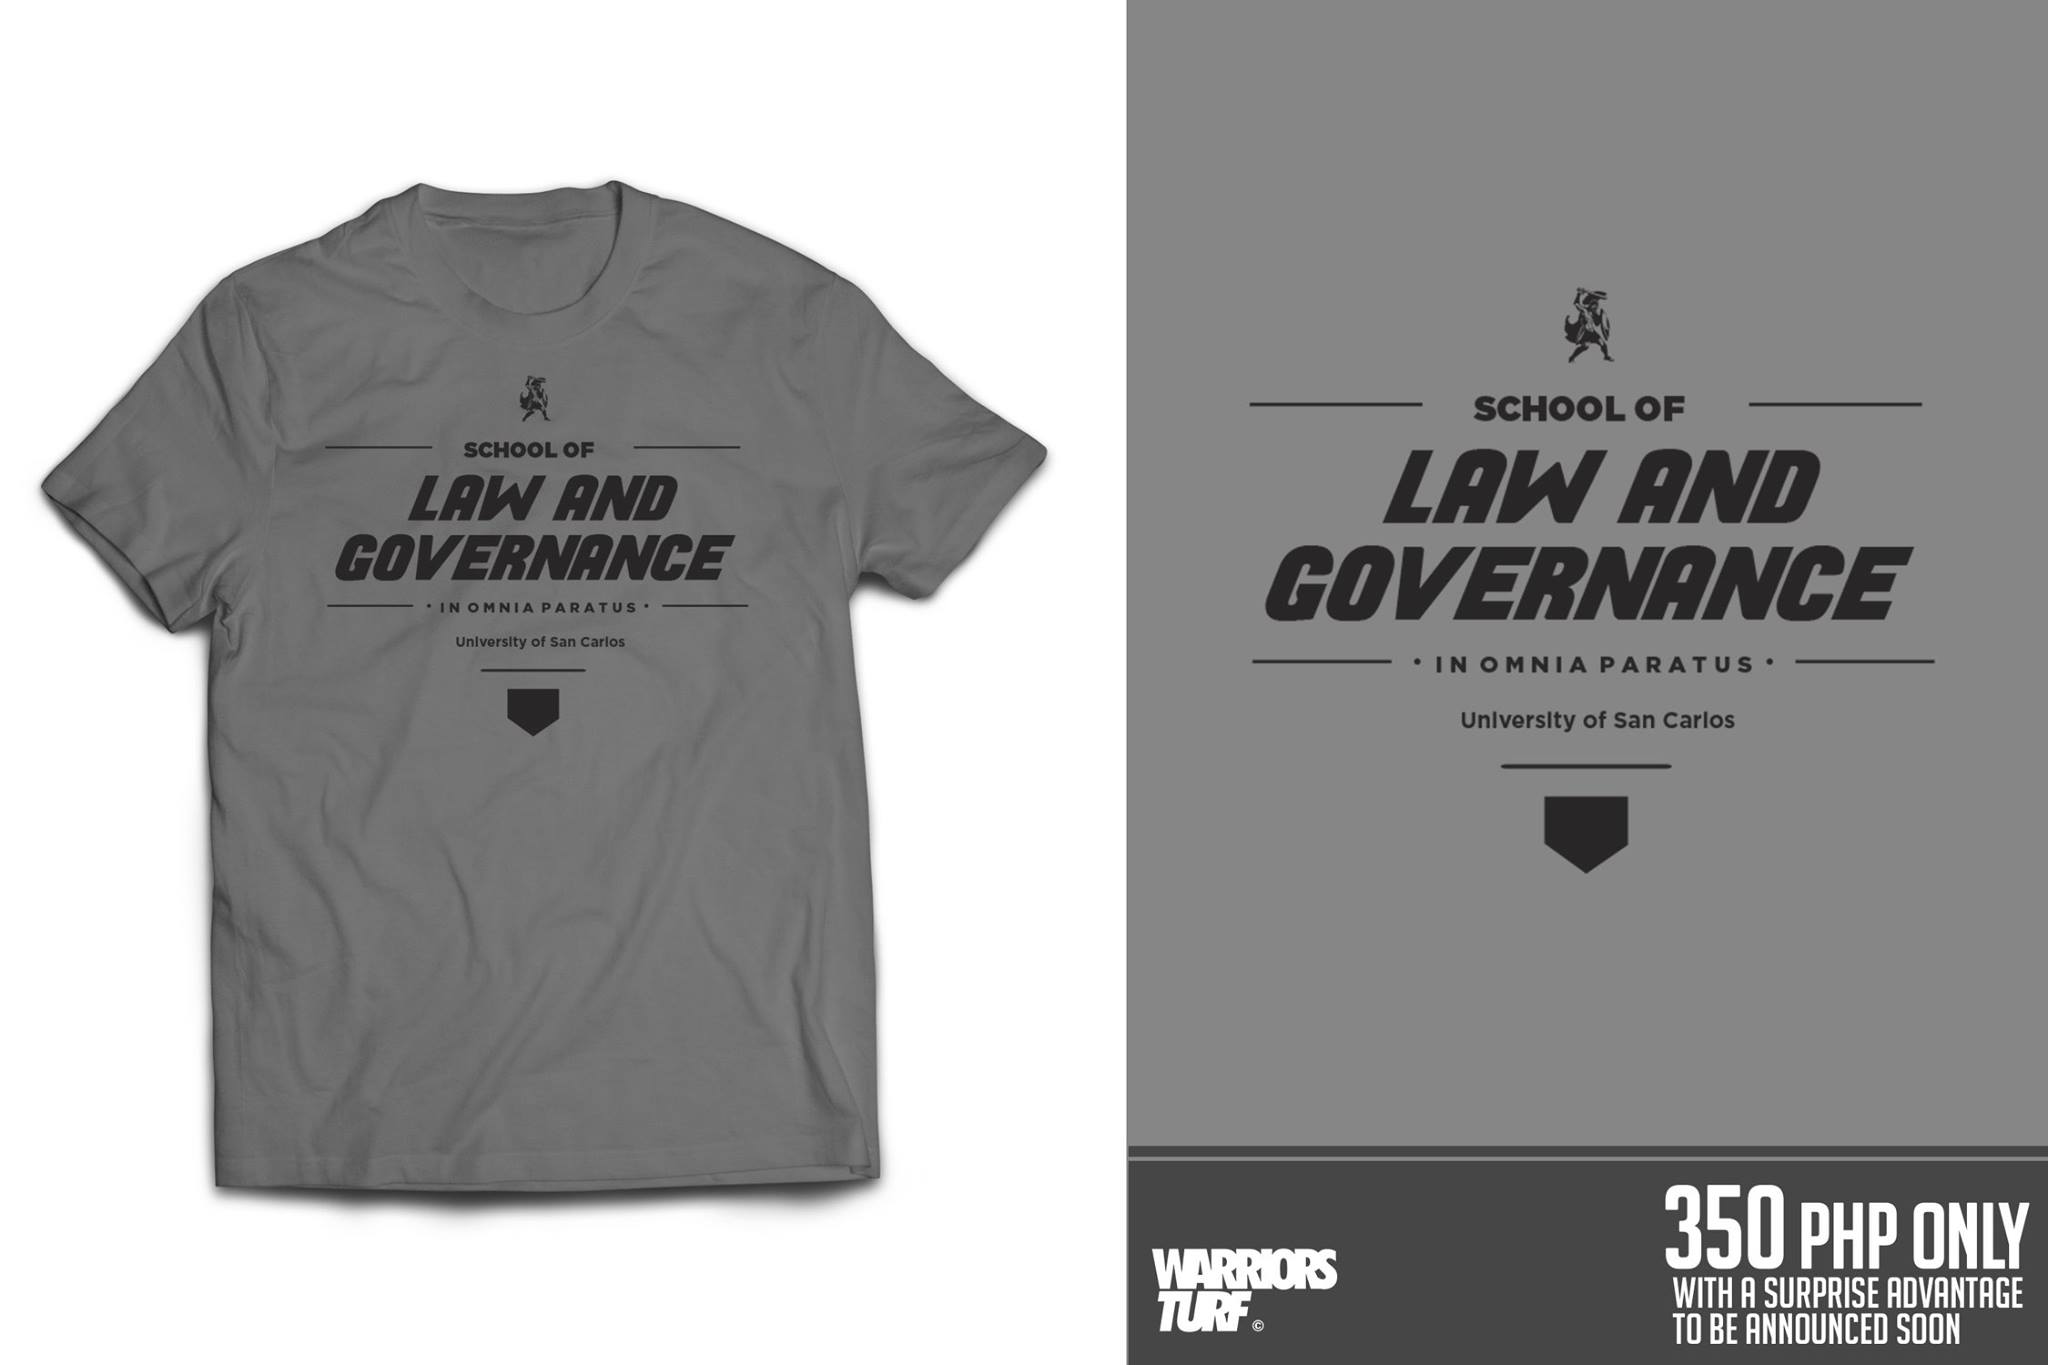 SCHOOL OF
LAW AND
GOVERNANCE
• IN OMNIA PARATUS •
University of San Carlos
SCHOOL OF
LAW AND
GOVERNANCE
• IN OMNIA PARATUS •
University of San Carlos
WARRIORS
TURF ©
350 PHP ONLY
WITH A SURPRISE ADVANTAGE
TO BE ANNOUNCED SOON